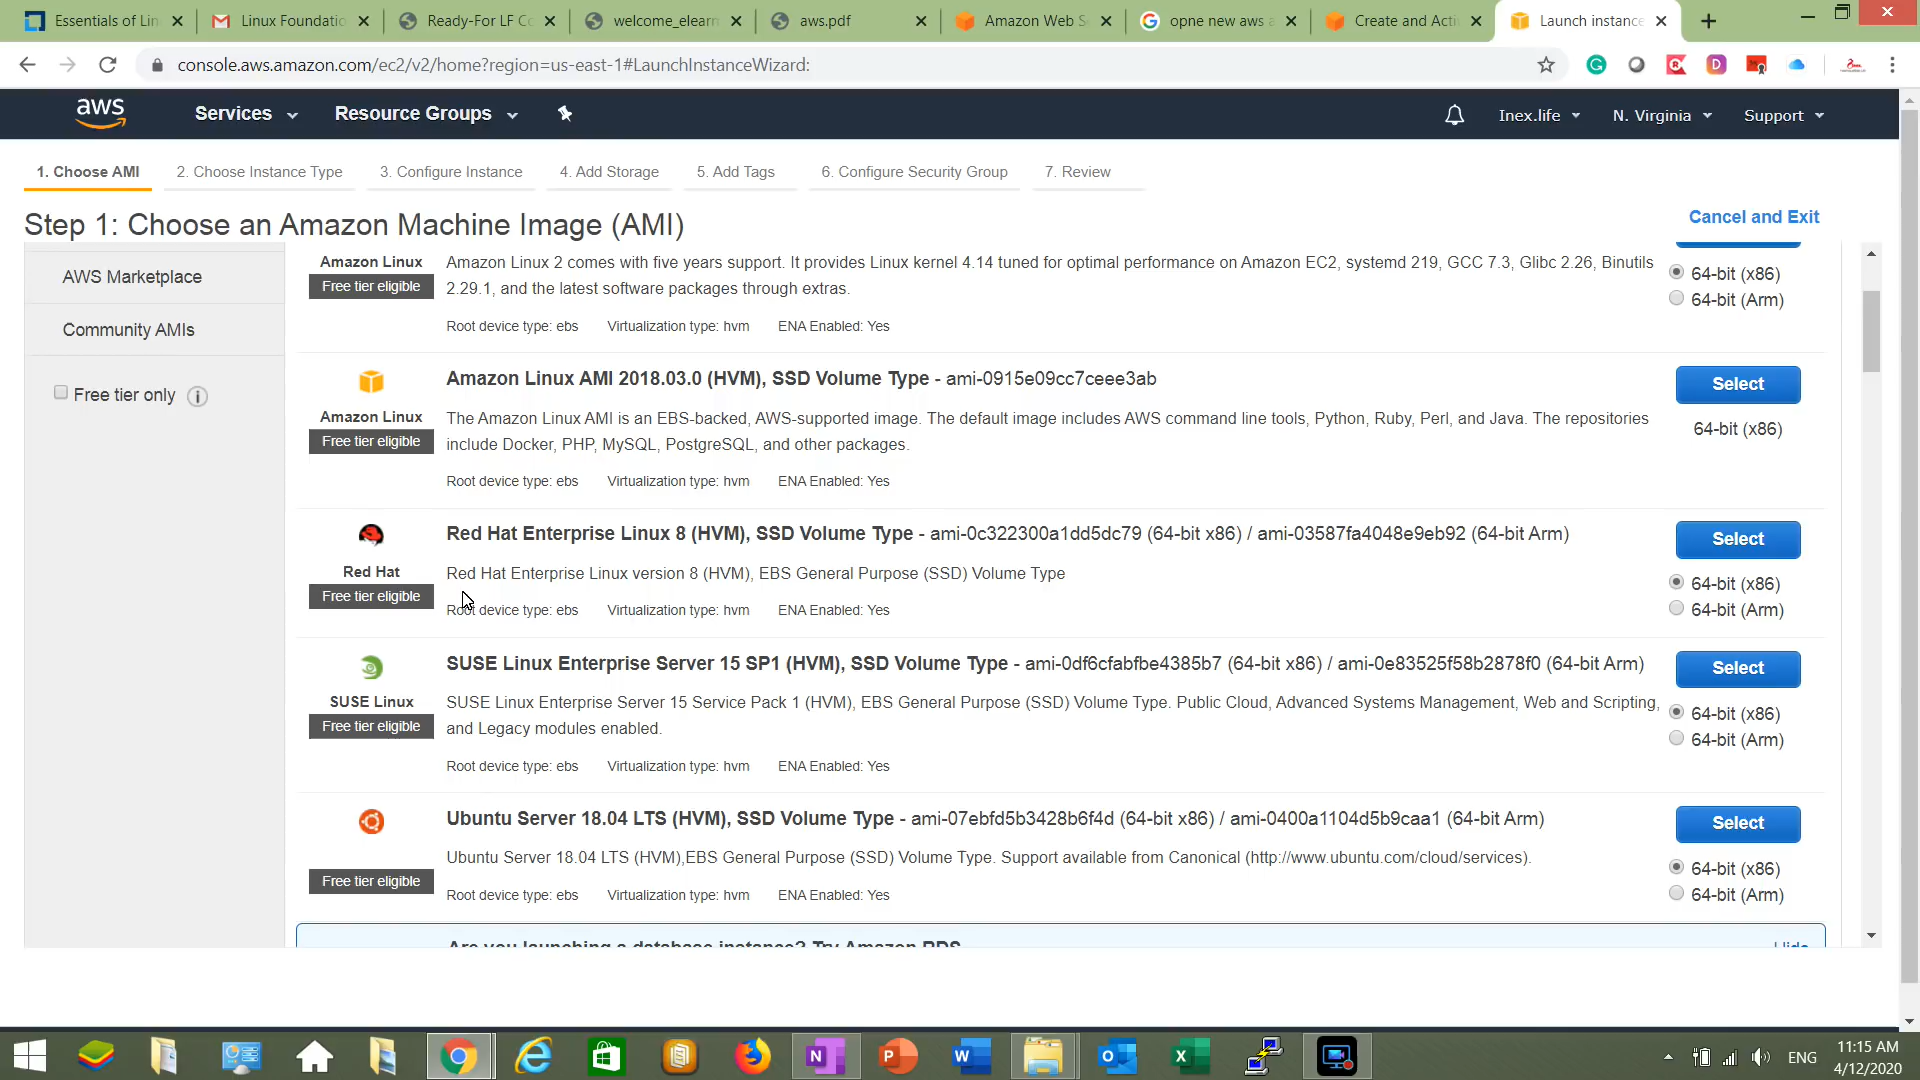 Essentials of Lin
Linux Foundatio
Ready-For LF Co
welcome_elearn
aws.pdf
Amazon Web S
opne new aws a
Create and Acti
Launch instance
console.aws.amazon.com/ec2/v2/home?region=us-east-1#LaunchInstanceWizard:
aws
Services
Resource Groups
Inex.life
N. Virginia
Support
1. Choose AMI
2. Choose Instance Type
3. Configure Instance
4. Add Storage
5. Add Tags
6. Configure Security Group
7. Review
Step 1: Choose an Amazon Machine Image (AMI)
Cancel and Exit
AWS Marketplace
Community AMIs
Free tier only
Amazon Linux
Free tier eligible
Amazon Linux 2 comes with five years support. It provides Linux kernel 4.14 tuned for optimal performance on Amazon EC2, systemd 219, GCC 7.3, Glibc 2.26, Binutils
2.29.1, and the latest software packages through extras.
Root device type: ebs Virtualization type: hvm ENA Enabled: Yes
64-bit (x86)
64-bit (Arm)
Amazon Linux AMI 2018.03.0 (HVM), SSD Volume Type - ami-0915e09cc7ceee3ab
Select
Amazon Linux
Free tier eligible
The Amazon Linux AMI is an EBS-backed, AWS-supported image. The default image includes AWS command line tools, Python, Ruby, Perl, and Java. The repositories
include Docker, PHP, MySQL, PostgreSQL, and other packages.
64-bit (x86)
Root device type: ebs Virtualization type: hvm ENA Enabled: Yes
Red Hat Enterprise Linux 8 (HVM), SSD Volume Type - ami-0c322300a1dd5dc79 (64-bit x86) / ami-03587fa4048e9eb92 (64-bit Arm)
Select
Red Hat
Free tier eligible
Red Hat Enterprise Linux version 8 (HVM), EBS General Purpose (SSD) Volume Type
64-bit (x86)
64-bit (Arm)
Root device type: ebs Virtualization type: hvm ENA Enabled: Yes
SUSE Linux Enterprise Server 15 SP1 (HVM), SSD Volume Type - ami-0df6cfabfbe4385b7 (64-bit x86) / ami-0e83525f58b2878f0 (64-bit Arm)
Select
SUSE Linux
Free tier eligible
SUSE Linux Enterprise Server 15 Service Pack 1 (HVM), EBS General Purpose (SSD) Volume Type. Public Cloud, Advanced Systems Management, Web and Scripting,
and Legacy modules enabled.
64-bit (x86)
64-bit (Arm)
Root device type: ebs Virtualization type: hvm ENA Enabled: Yes
Ubuntu Server 18.04 LTS (HVM), SSD Volume Type - ami-07ebfd5b3428b6f4d (64-bit x86) / ami-0400a1104d5b9caa1 (64-bit Arm)
Select
Free tier eligible
Ubuntu Server 18.04 LTS (HVM),EBS General Purpose (SSD) Volume Type. Support available from Canonical (http://www.ubuntu.com/cloud/services).
64-bit (x86)
64-bit (Arm)
Root device type: ebs Virtualization type: hvm ENA Enabled: Yes
Are you launching a database instance? Try Amazon RDS
Hide
ENG
11:15 AM
4/12/2020